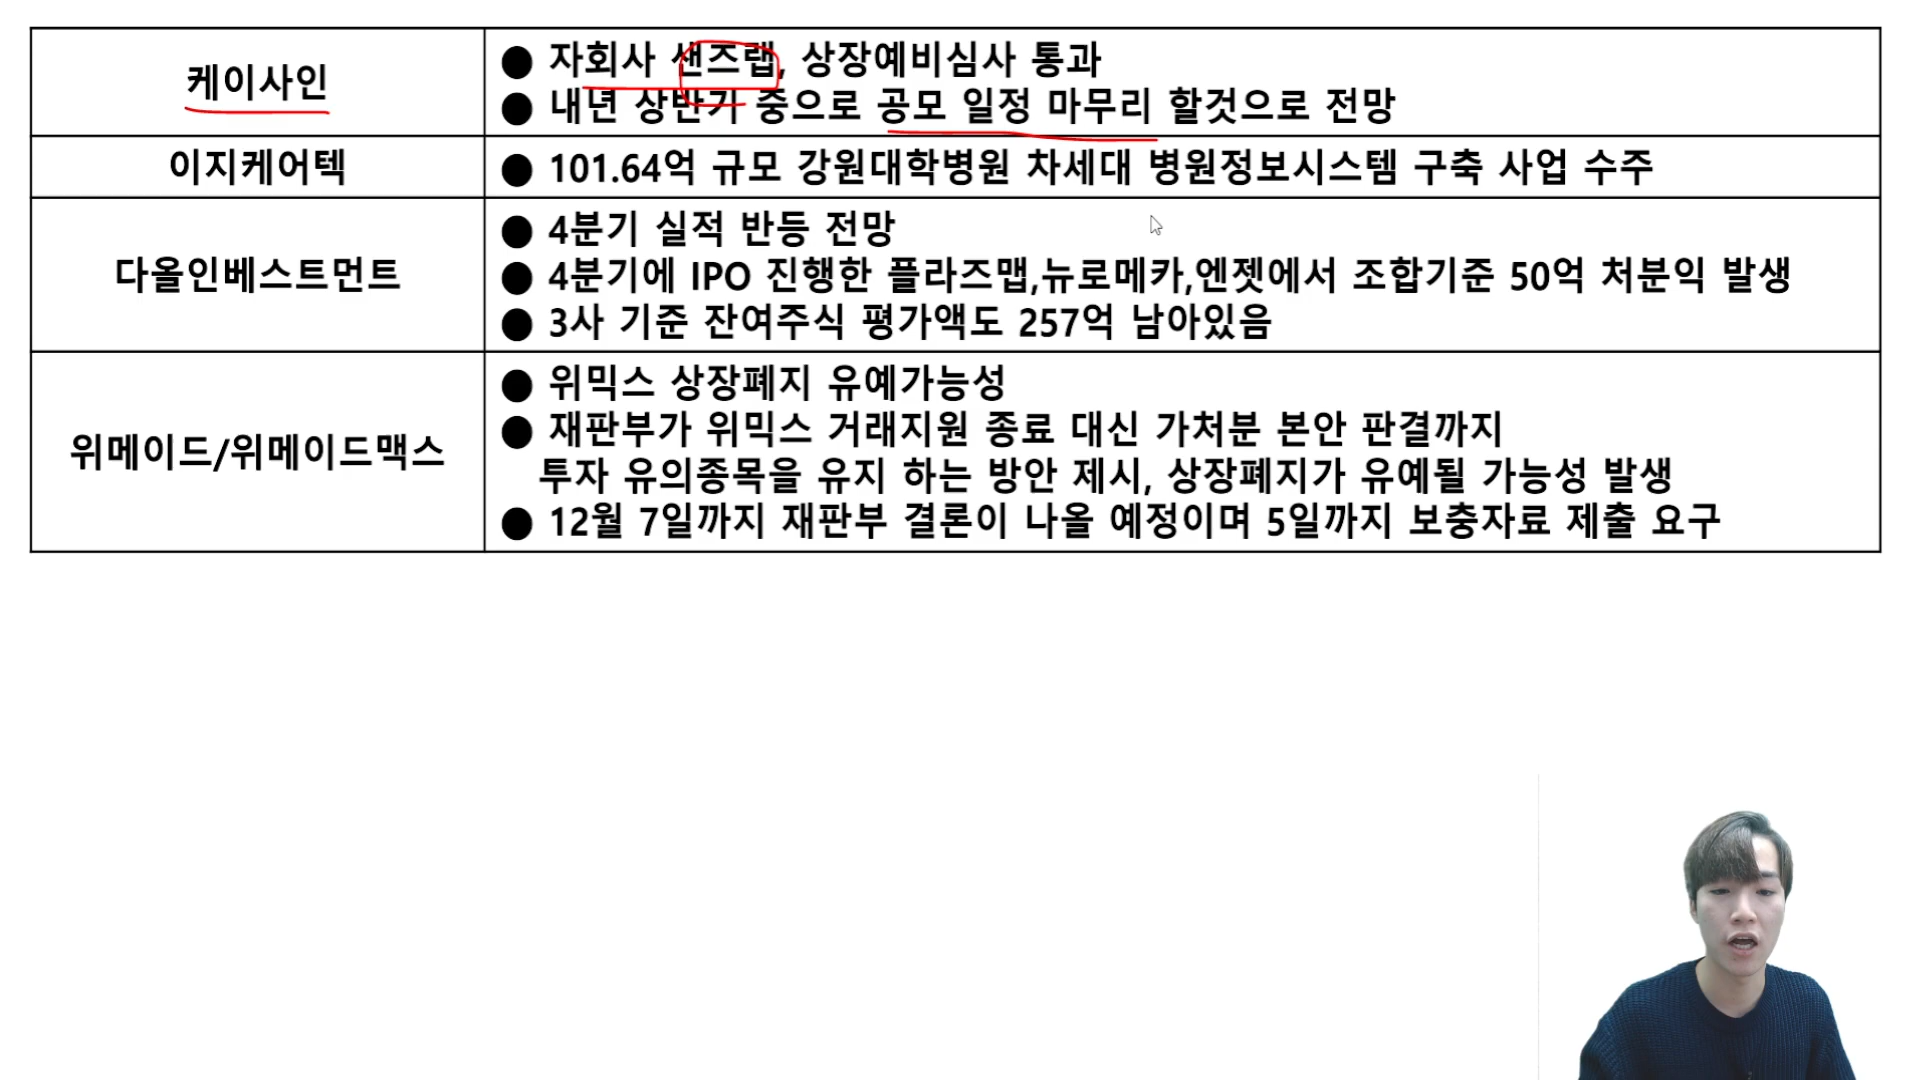 케이사인
● 자회사 샌즈랩, 상장예비심사 통과
● 내년 상반기 중으로 공모 일정 마무리 할것으로 전망
이지케어텍
● 101.64억 규모 강원대학병원 차세대 병원정보시스템 구축 사업 수주
다올인베스트먼트
● 4분기 실적 반등 전망
● 4분기에 IPO 진행한 플라즈맵,뉴로메카,엔젯에서 조합기준 50억 처분익 발생
● 3사 기준 잔여주식 평가액도 257억 남아있음
위메이드/위메이드맥스
● 위믹스 상장폐지 유예가능성
● 재판부가 위믹스 거래지원 종료 대신 가처분 본안 판결까지
투자 유의종목을 유지 하는 방안 제시, 상장폐지가 유예될 가능성 발생
● 12월 7일까지 재판부 결론이 나올 예정이며 5일까지 보충자료 제출 요구